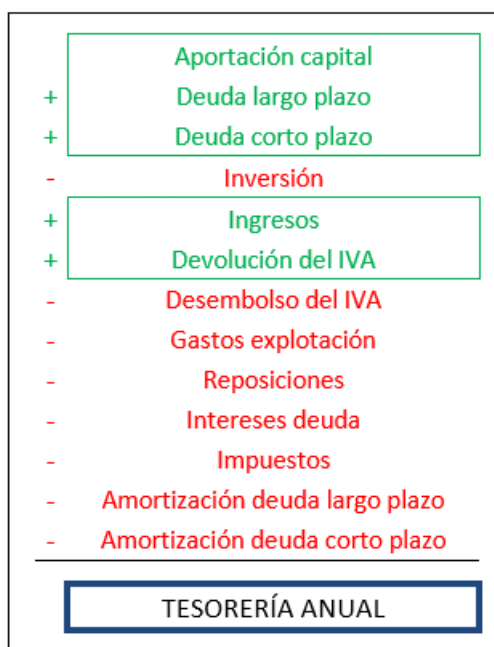 Aportación capital
+ Deuda largo plazo
+ Deuda corto plazo
- Inversión
+ Ingresos
+ Devolución del IVA
- Desembolso del IVA
- Gastos explotación
- Reposiciones
- Intereses deuda
- Impuestos
- Amortización deuda largo plazo
- Amortización deuda corto plazo
TESORERÍA ANUAL